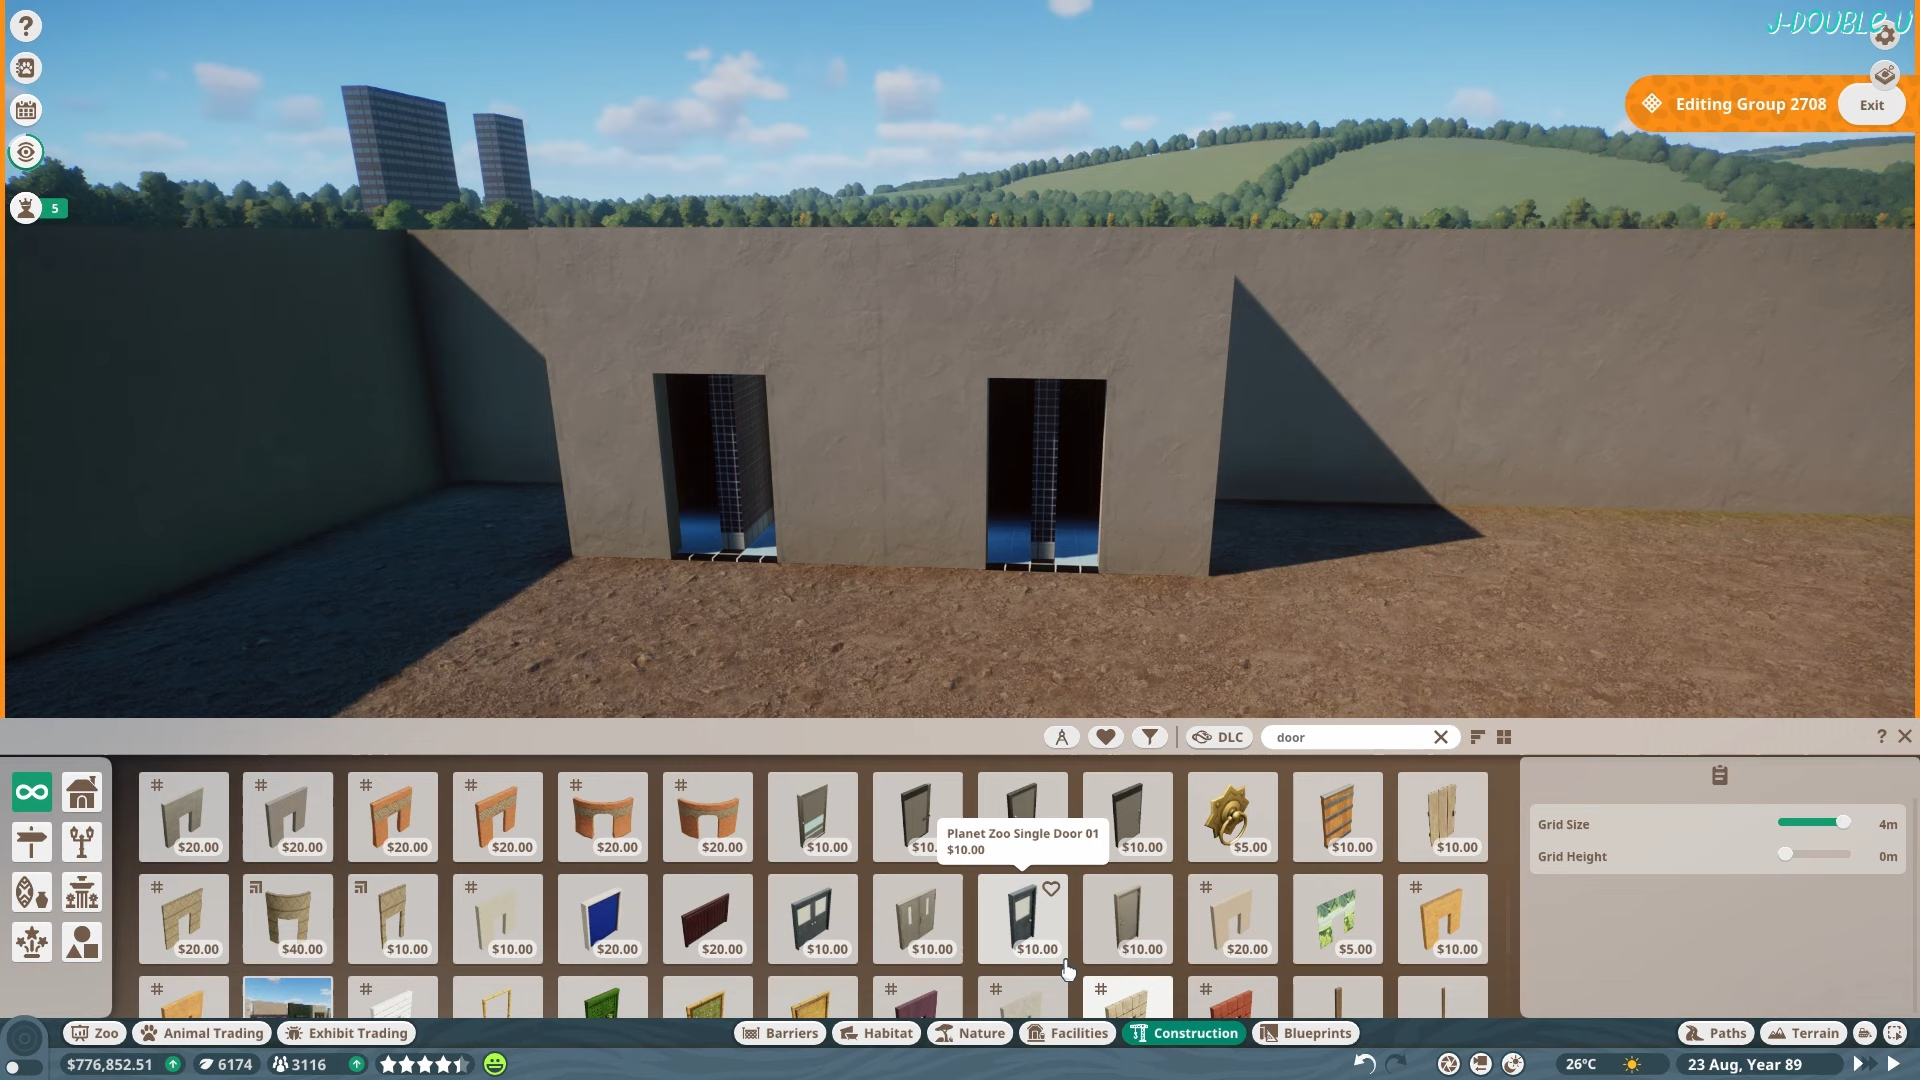 J-DOUBLE U
Editing Group 2708
Exit
5
DLC
door
Grid Size
4m
Grid Height
0m
$20.00
$20.00
$20.00
$20.00
$20.00
$20.00
$10.00
$10.
$10.00
$5.00
$10.00
$10.00
Planet Zoo Single Door 01
$10.00
$20.00
$40.00
$10.00
$10.00
$20.00
$20.00
$10.00
$10.00
$10.00
$10.00
$20.00
$5.00
$10.00
Zoo
Animal Trading
Exhibit Trading
Barriers
Habitat
Nature
Facilities
Construction
Blueprints
Paths
Terrain
$776,852.51
6174
3116
26°C
23 Aug, Year 89